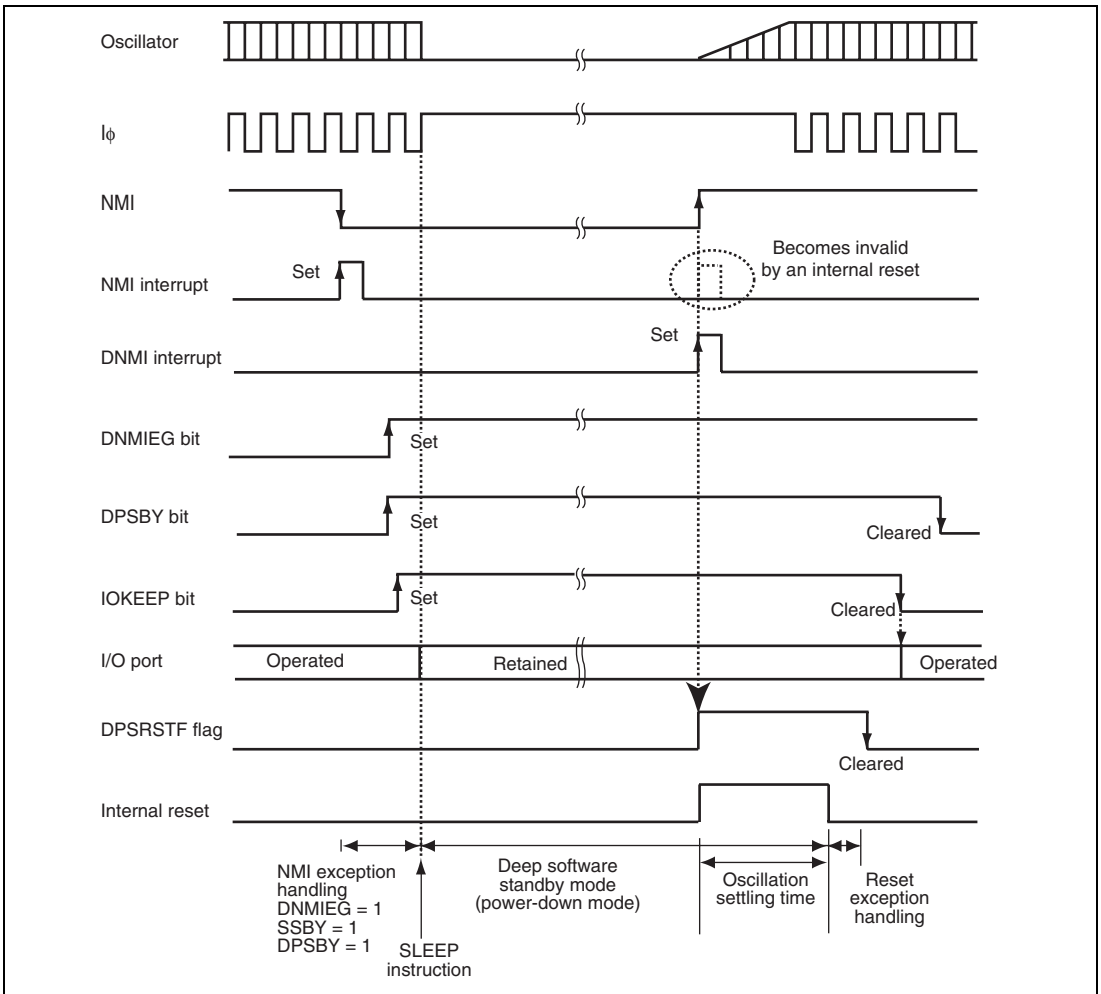 Oscillator
Iϕ
NMI
Becomes invalid
by an internal reset
NMI interrupt
Set
Set
DNMI interrupt
DNMIEG bit
Set
DPSBY bit
Set
Cleared
IOKEEP bit
Set
Cleared
I/O port
Operated
Retained
Operated
DPSRSTF flag
Cleared
Internal reset
NMI exception
handling
DNMIEG = 1
SSBY = 1
DPSBY = 1
SLEEP
instruction
Deep software
standby mode
(power-down mode)
Oscillation
settling time
Reset
exception
handling